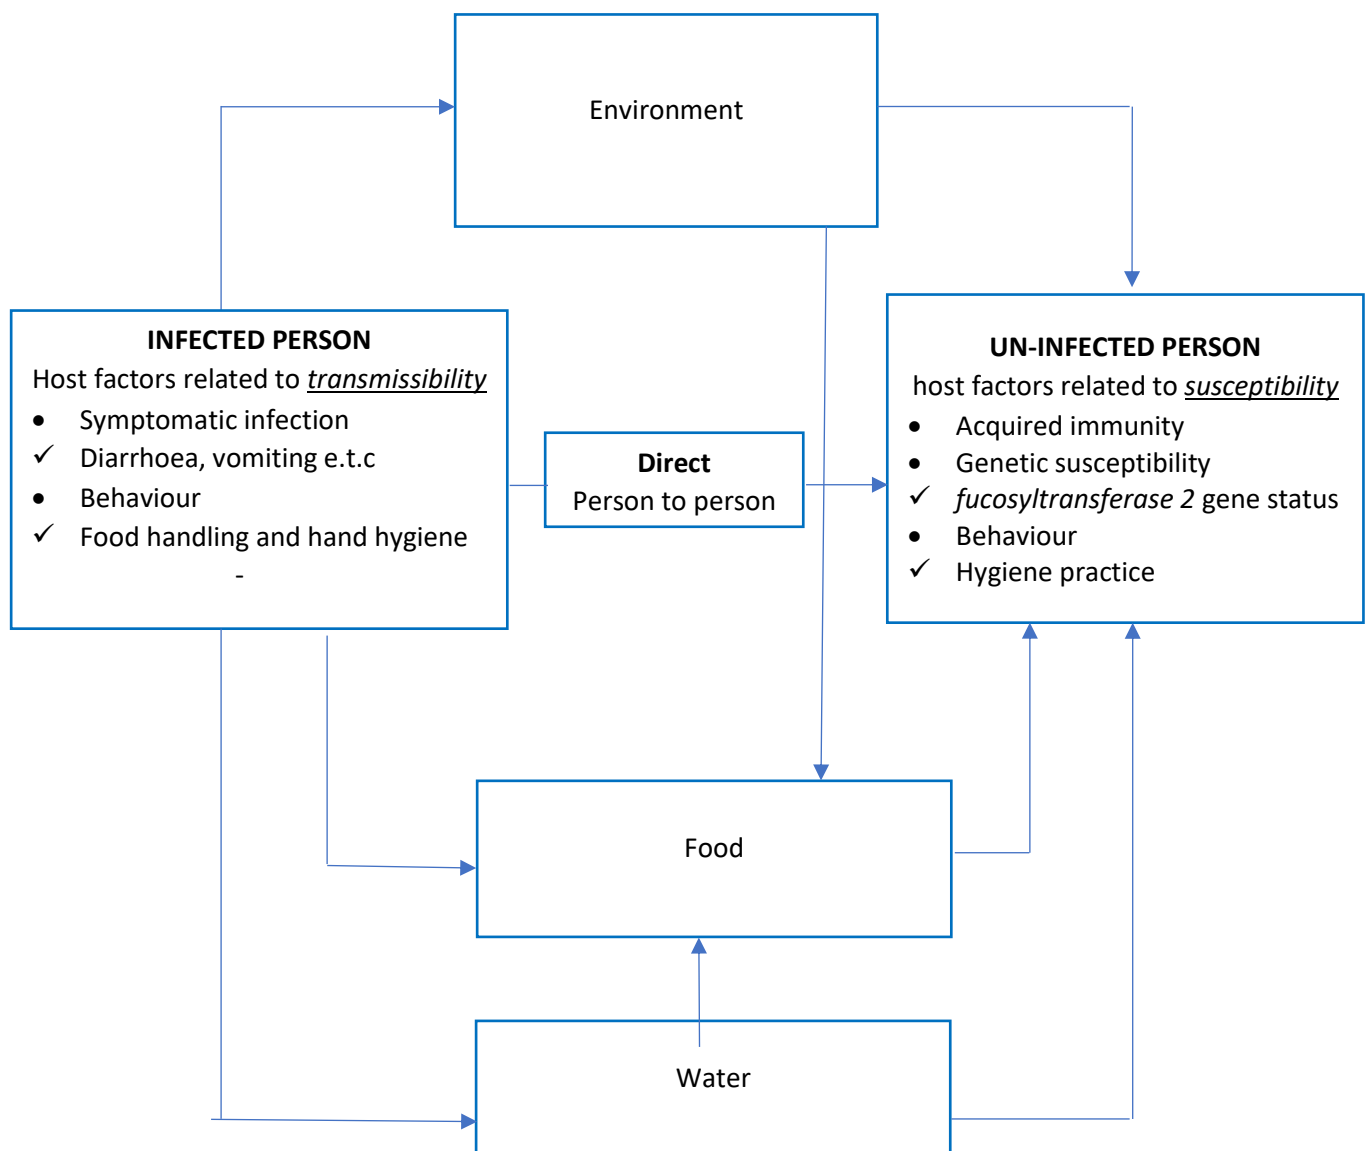 Environment
INFECTED PERSON
Host factors related to transmissibility
• Symptomatic infection
✓ Diarrhoea, vomiting e.t.c
• Behaviour
✓ Food handling and hand hygiene
-
Direct
Person to person
UN-INFECTED PERSON
host factors related to susceptibility
• Acquired immunity
• Genetic susceptibility
✓ fucosyltransferase 2 gene status
• Behaviour
✓ Hygiene practice
Food
Water